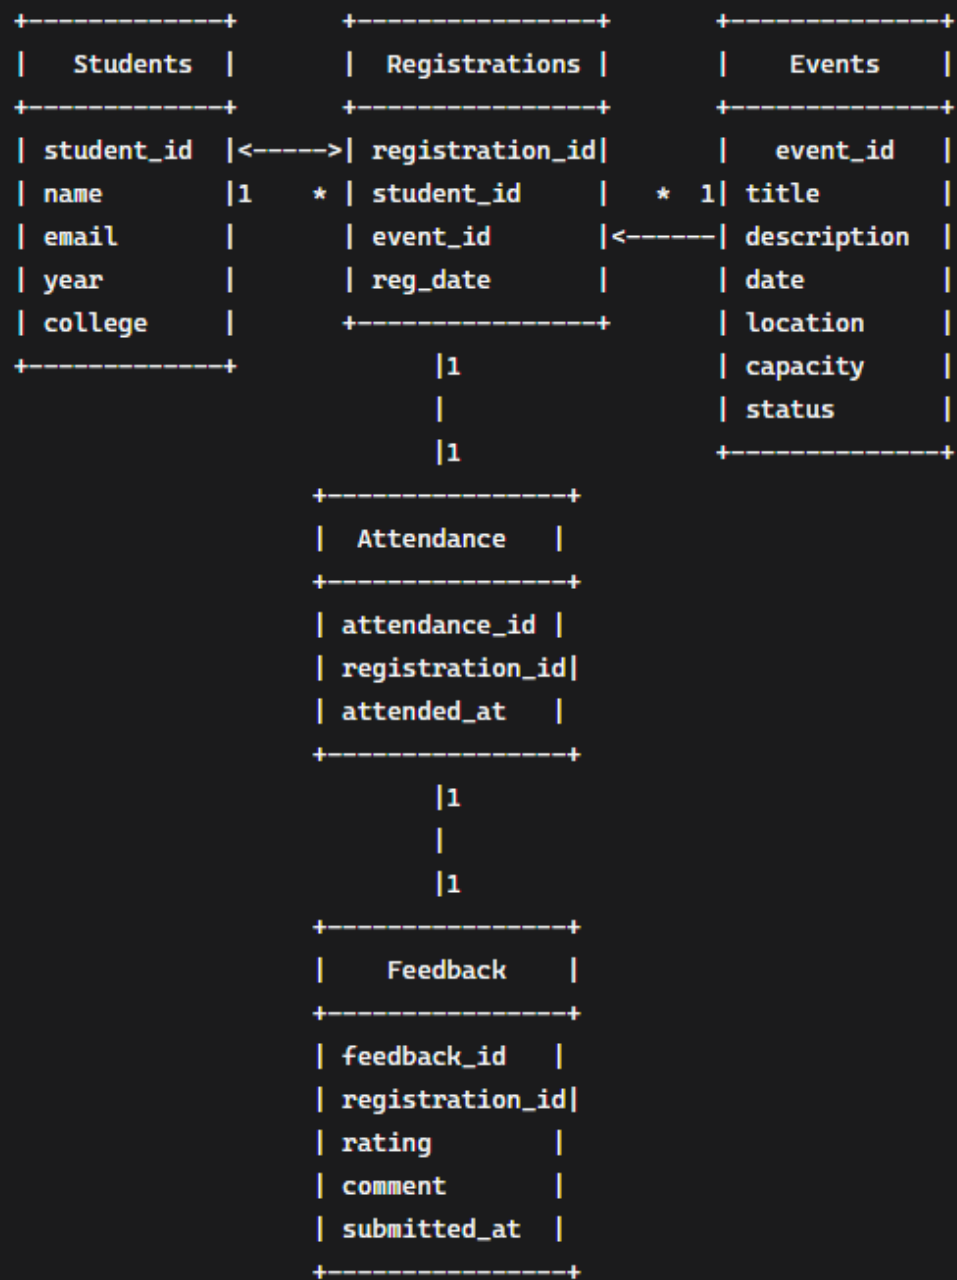 +-------------+       +----------------+       +--------------+
|   Students  |       |  Registrations |       |    Events    |
+-------------+       +----------------+       +--------------+
| student_id  |<----->| registration_id|       |   event_id   |
| name        |1    * | student_id     |   *  1| title        |
| email       |       | event_id       |<------| description  |
| year        |       | reg_date       |       | date         |
| college     |       +----------------+       | location     |
+-------------+             |1                 | capacity     |
                            |                  | status       |
                            |1                 +--------------+
                    +----------------+
                    |  Attendance   |
                    +----------------+
                    | attendance_id |
                    | registration_id|
                    | attended_at   |
                    +----------------+
                            |1
                            |
                            |1
                    +----------------+
                    |    Feedback    |
                    +----------------+
                    | feedback_id   |
                    | registration_id|
                    | rating        |
                    | comment       |
                    | submitted_at  |
                    +----------------+